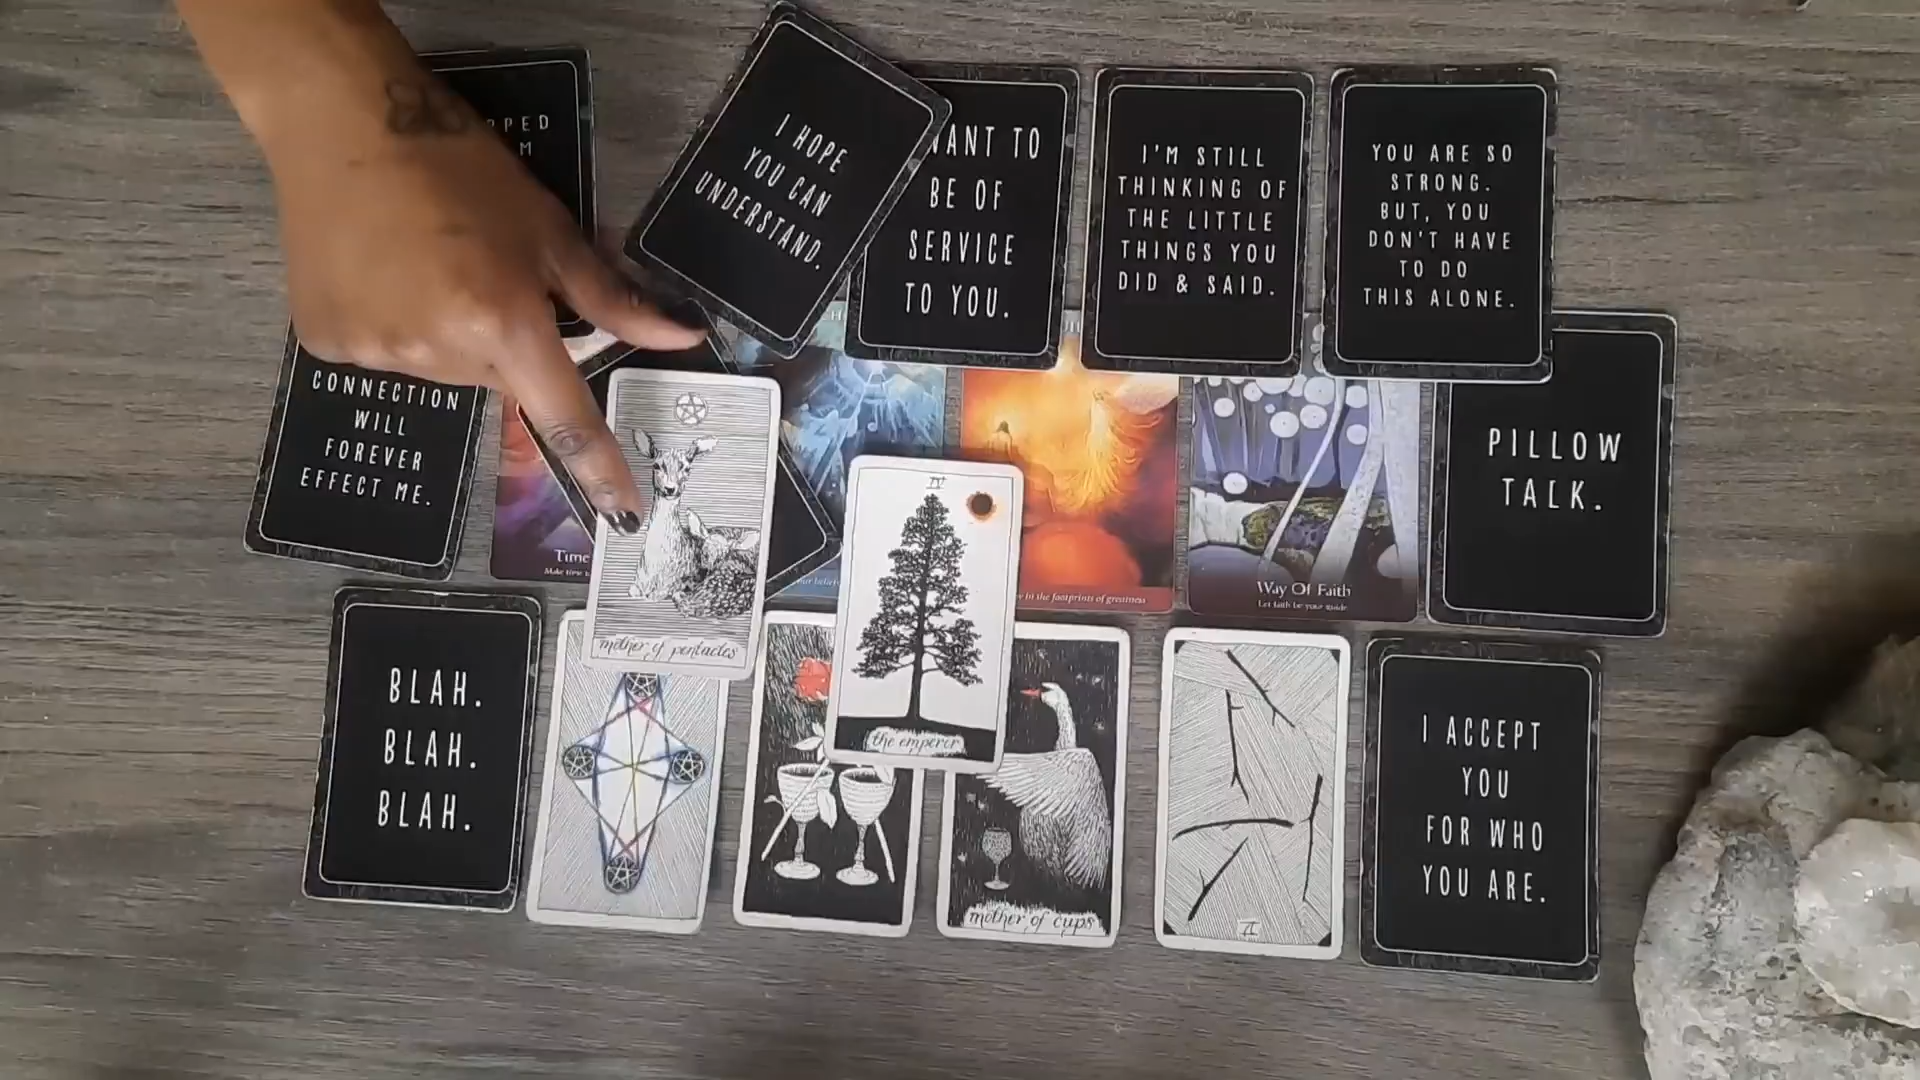 I HOPE
YOU CAN
UNDERSTAND.
TO
BE OF
SERVICE
TO YOU.
I'M STILL
THINKING OF
THE LITTLE
THINGS YOU
DID & SAID.
YOU ARE SO
STRONG.
BUT, YOU
DON'T HAVE
TO DO
THIS ALONE.
CONNECTION
WILL
FOREVER
EFFECT ME.
Time
mother of pentacles
IV
the emperor
in the footprints of greatness
Way Of Faith
Let faith be your guide
PILLOW
TALK.
BLAH.
BLAH.
BLAH.
mother of cups
VI
I ACCEPT
YOU
FOR WHO
YOU ARE.